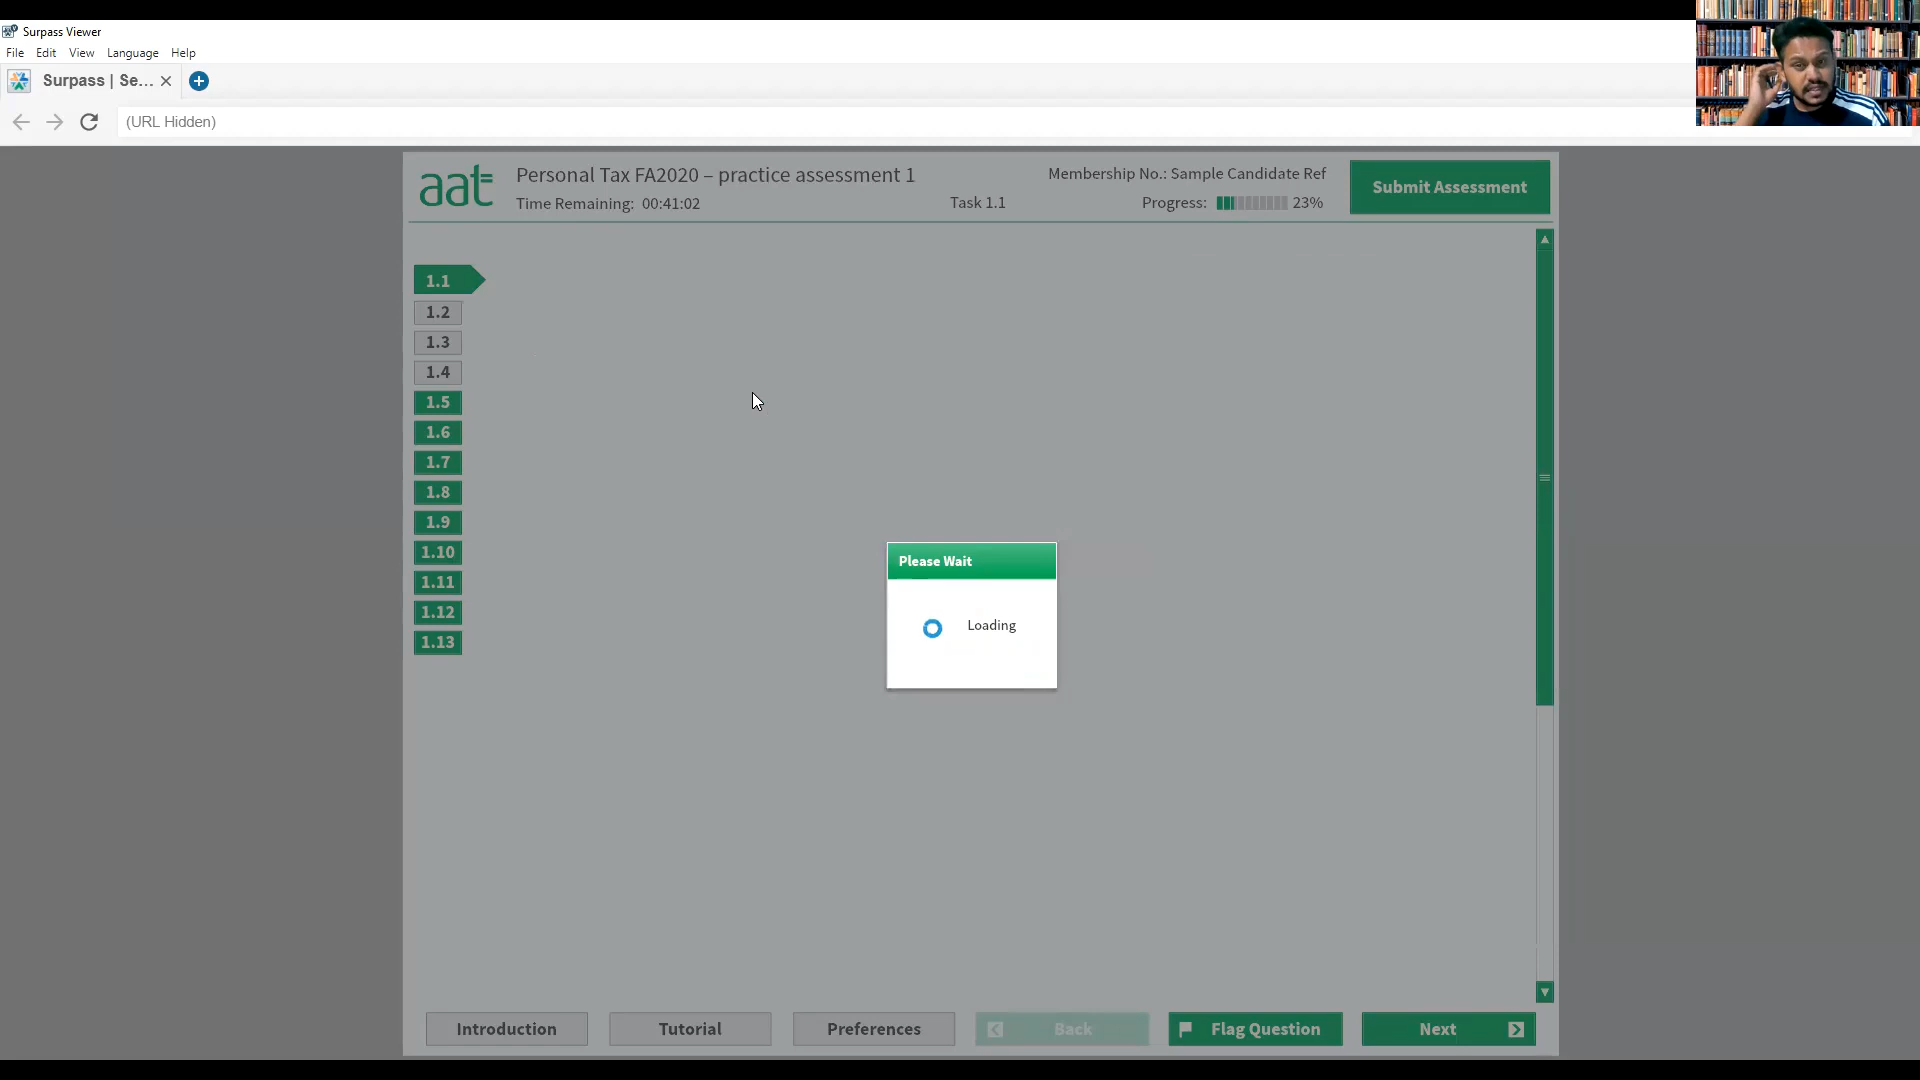 Surpass Viewer
File Edit View Language Help
Surpass | Se...
(URL Hidden)
aat
Personal Tax FA2020 – practice assessment 1
Membership No.: Sample Candidate Ref
Submit Assessment
Time Remaining: 00:41:02
Task 1.1
Progress: 23%
1.1
1.2
1.3
1.4
1.5
1.6
1.7
1.8
1.9
1.10
1.11
1.12
1.13
Please Wait
Loading
Introduction
Tutorial
Preferences
Back
Flag Question
Next